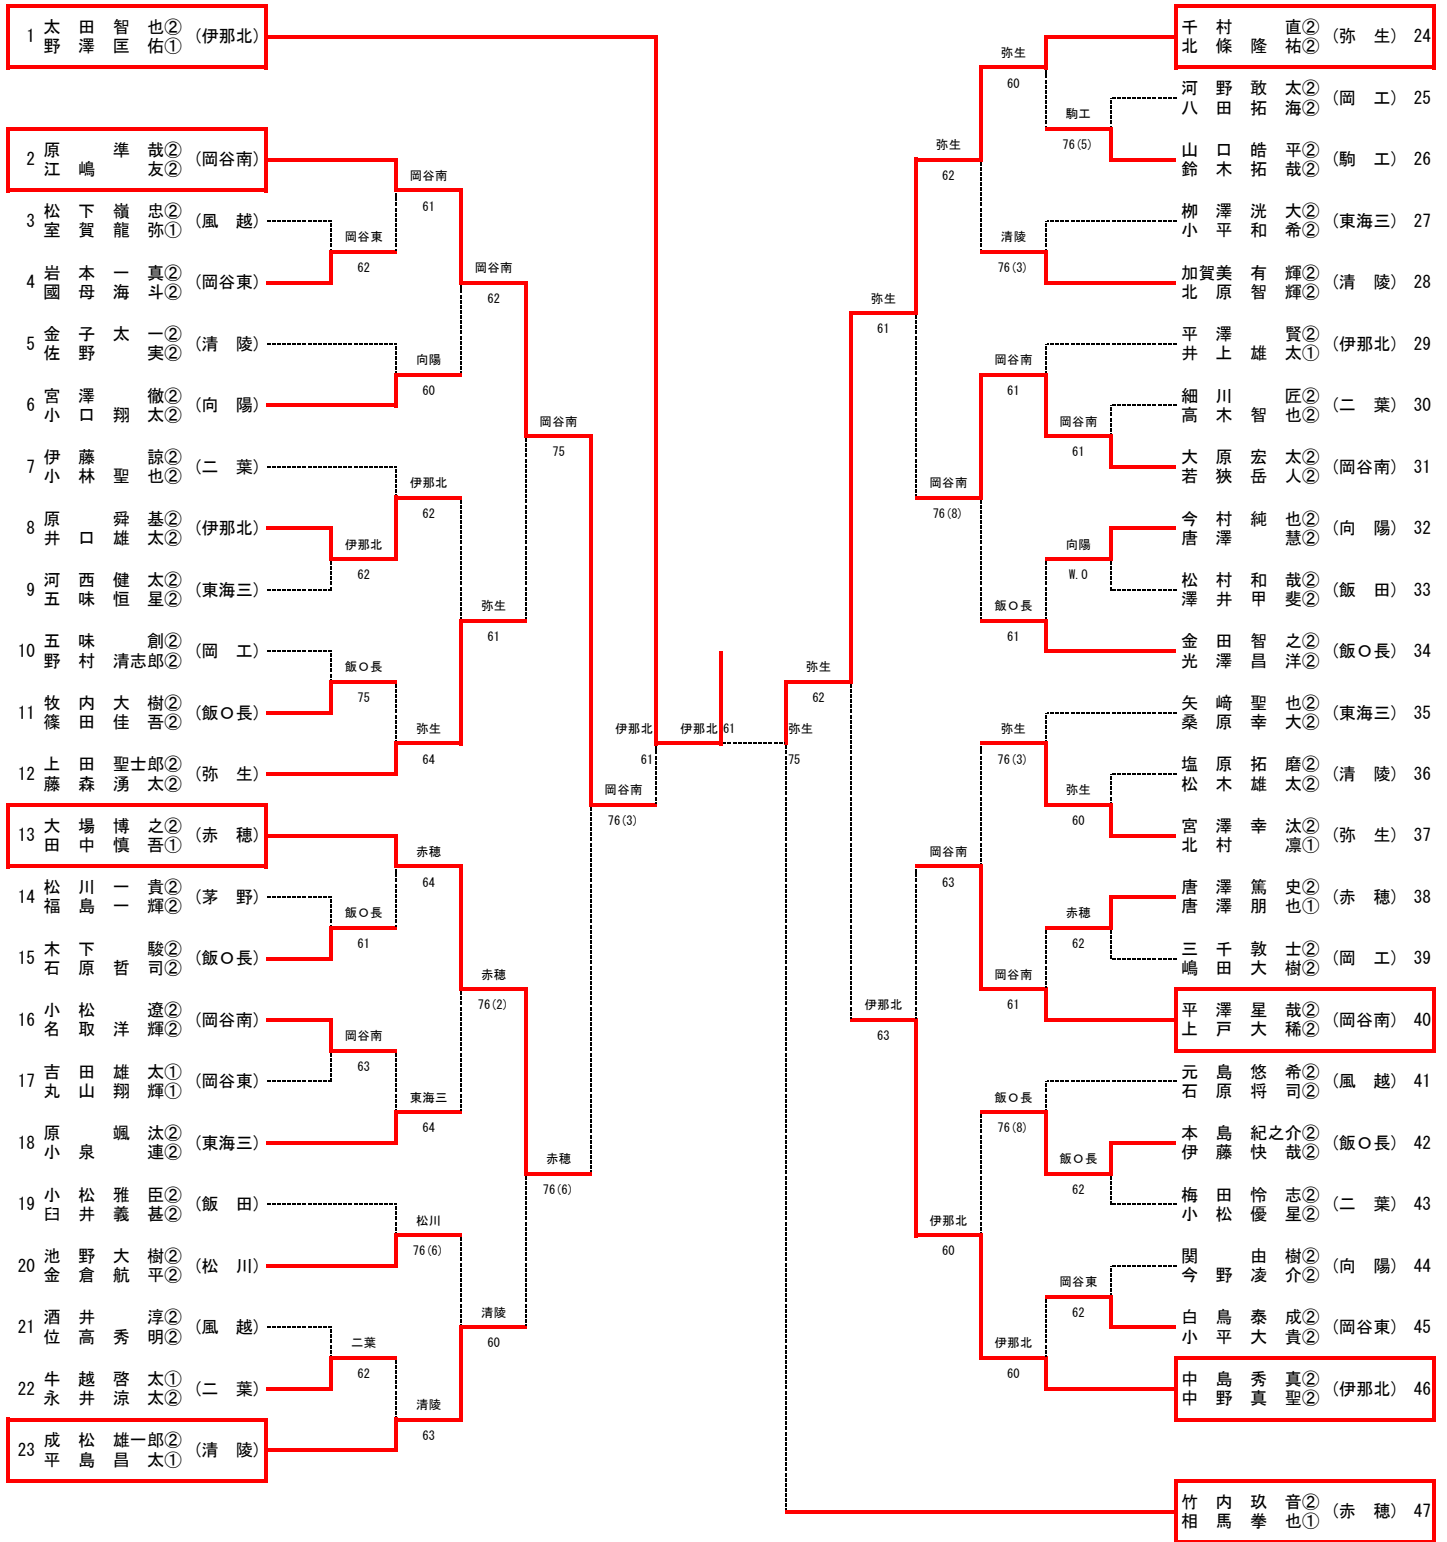 1 太田智也② (伊那北)
野澤匡佑①
2 原準哉② (岡谷南)
江嶋友②
3 松下嶺忠② (風越)
室賀龍弥①
4 岩本一真② (岡谷東)
國母海斗②
5 金子太一② (清陵)
佐野実②
6 宮澤徹② (向陽)
小口翔太②
7 伊藤諒② (二葉)
小林聖也②
8 原舜基② (伊那北)
井口雄太②
9 河西健太② (東海三)
五味恒星②
10 五味創② (岡工)
野村清志郎②
11 牧内大樹② (飯O長)
篠田佳吾②
12 上田聖士郎② (弥生)
藤森湧太②
13 大場博之② (赤穂)
田中慎吾①
14 松川一貴② (茅野)
福島一輝②
15 木下駿② (飯O長)
石原哲司②
16 小松遼② (岡谷南)
名取洋輝②
17 吉田雄太① (岡谷東)
丸山翔輝①
18 原颯汰② (東海三)
小泉連②
19 小松雅臣② (飯田)
臼井義甚②
20 池野大樹② (松川)
金倉航平②
21 酒井淳② (風越)
位高秀明②
22 牛越啓太① (二葉)
永井涼太②
23 成松雄一郎② (清陵)
平島昌太①
岡谷東
62
伊那北
62
飯O長
75
飯O長
61
岡谷南
63
二葉
62
岡谷南
61
向陽
60
伊那北
62
弥生
64
赤穂
64
東海三
64
松川
76(6)
清陵
63
岡谷南
62
弥生
61
赤穂
76(2)
清陵
60
岡谷南
75
赤穂
76(6)
岡谷南
76(3)
伊那北
61
伊那北 61
弥生
75
弥生
62
弥生
61
伊那北
63
弥生
62
岡谷南
76(8)
岡谷南
63
伊那北
60
弥生
60
清陵
76(3)
岡谷南
61
飯O長
61
弥生
76(3)
岡谷南
61
飯O長
76(8)
伊那北
60
駒工
76(5)
岡谷南
61
向陽
W.O
弥生
60
赤穂
62
飯O長
62
岡谷東
62
千村直② (弥生) 24
北條隆祐②
河野敢太② (岡工) 25
八田拓海②
山口皓平② (駒工) 26
鈴木拓哉②
栁澤洸大② (東海三) 27
小平和希②
加賀美有輝② (清陵) 28
北原智輝②
平澤賢② (伊那北) 29
井上雄太①
細川匠② (二葉) 30
高木智也②
大原宏太② (岡谷南) 31
若狹岳人②
今村純也② (向陽) 32
唐澤慧②
松村和哉② (飯田) 33
澤井甲斐②
金田智之② (飯O長) 34
光澤昌洋②
矢﨑聖也② (東海三) 35
桑原幸大②
塩原拓磨② (清陵) 36
松木雄太②
宮澤幸汰② (弥生) 37
北村凛①
唐澤篤史② (赤穂) 38
唐澤朋也①
三千敦士② (岡工) 39
嶋田大樹②
平澤星哉② (岡谷南) 40
上戸大稀②
元島悠希② (風越) 41
石原将司②
本島紀之介② (飯O長) 42
伊藤快哉②
梅田怜志② (二葉) 43
小松優星②
関由樹② (向陽) 44
今野凌介②
白鳥泰成② (岡谷東) 45
小平大貴②
中島秀真② (伊那北) 46
中野真聖②
竹内玖音② (赤穂) 47
相馬拳也①